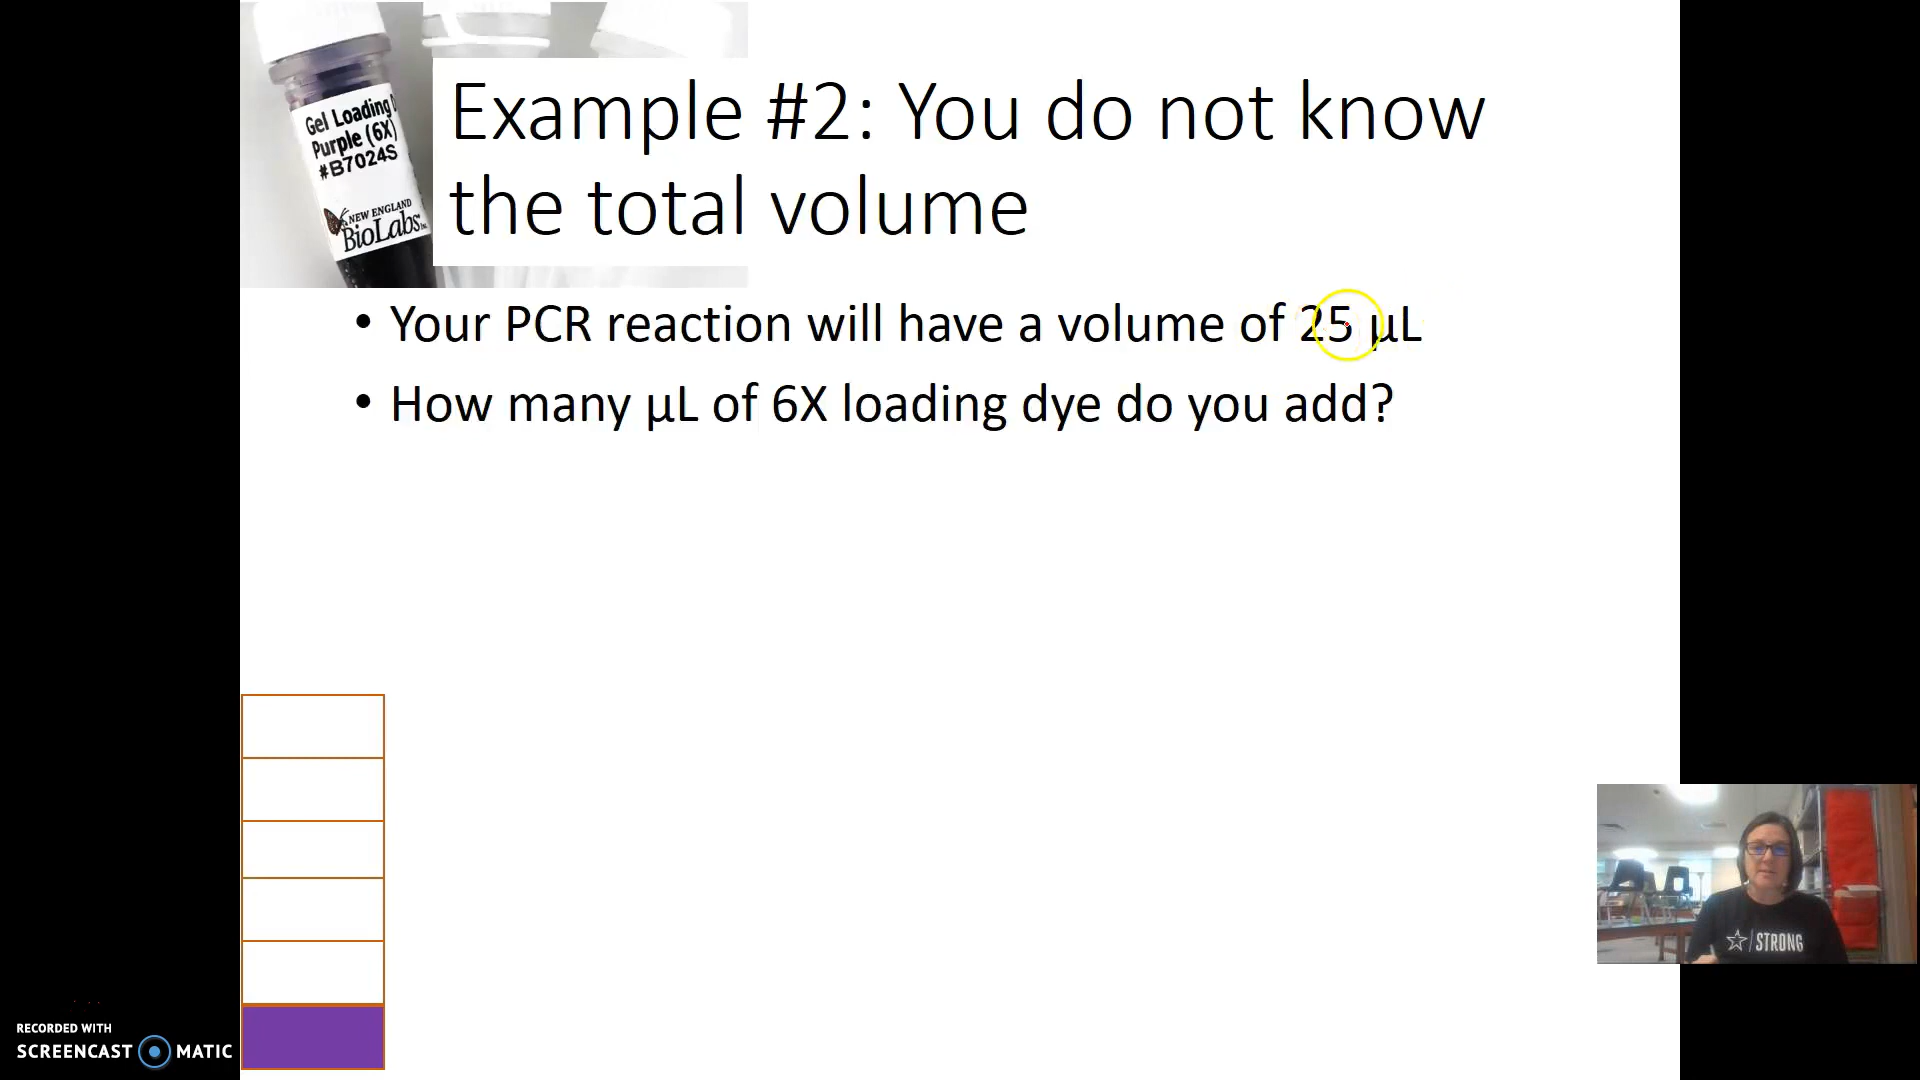 Gel Loading
Purple (6X)
#B7024S
NEW ENGLAND
BioLabs
Example #2: You do not know
the total volume
• Your PCR reaction will have a volume of 25 µL
• How many µL of 6X loading dye do you add?
STRONG
RECORDED WITH
SCREENCAST MATIC